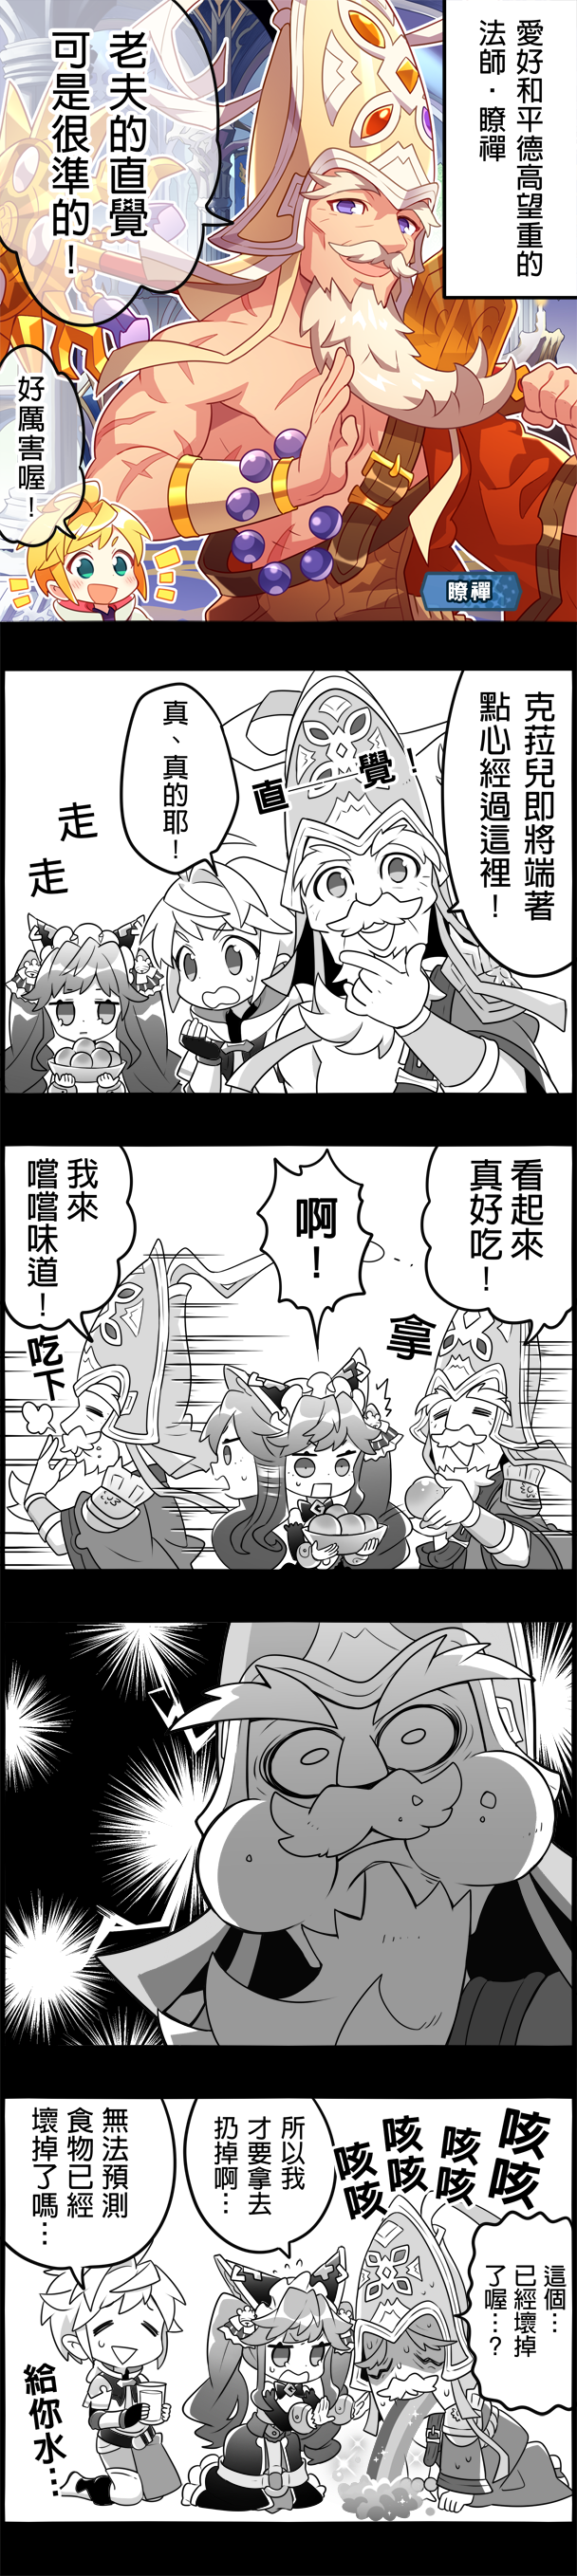 愛好和平德高望重的
法師．瞭禪
老夫的直覺
可是很準的！
好厲害喔！
瞭禪
克菈兒即將端著
點心經過這裡！
直──覺！
真、真的耶！
走
走
看起來
真好吃！
拿
啊！
我來
嚐嚐味道！
吃下
咳咳
咳咳
咳咳
咳咳
這個…
已經壞掉
了喔…？
所以我
才要拿去
扔掉啊…
無法預測
食物已經
壞掉了嗎…
給你水…